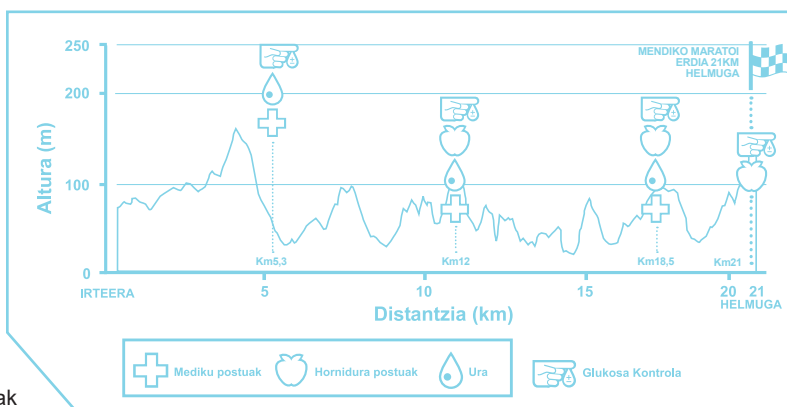 250
200
100
0
Altura (m)
MENDIKO MARATOI
ERDIA 21KM
HELMUGA
Km5,3
Km12
Km18,5
Km21
IRTEERA
5
10
15
20
21
HELMUGA
Distantzia (km)
Mediku postuak
Hornidura postuak
Ura
Glukosa Kontrola
ak